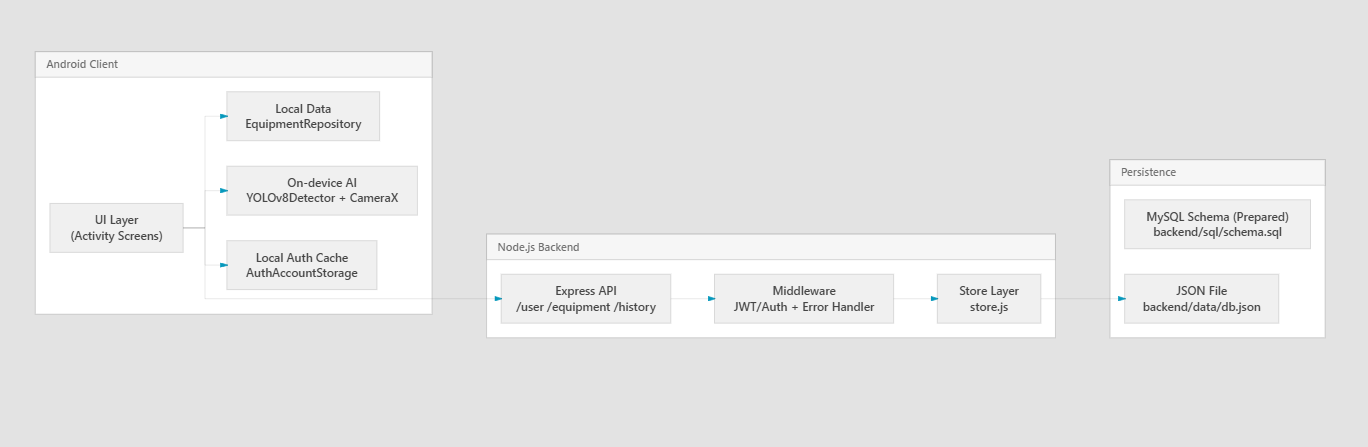 Android Client
Local Data
EquipmentRepository
On-device AI
YOLOv8Detector + CameraX
UI Layer
(Activity Screens)
Local Auth Cache
AuthAccountStorage
Node.js Backend
Express API
/user /equipment /history
Middleware
JWT/Auth + Error Handler
Store Layer
store.js
Persistence
MySQL Schema (Prepared)
backend/sql/schema.sql
JSON File
backend/data/db.json